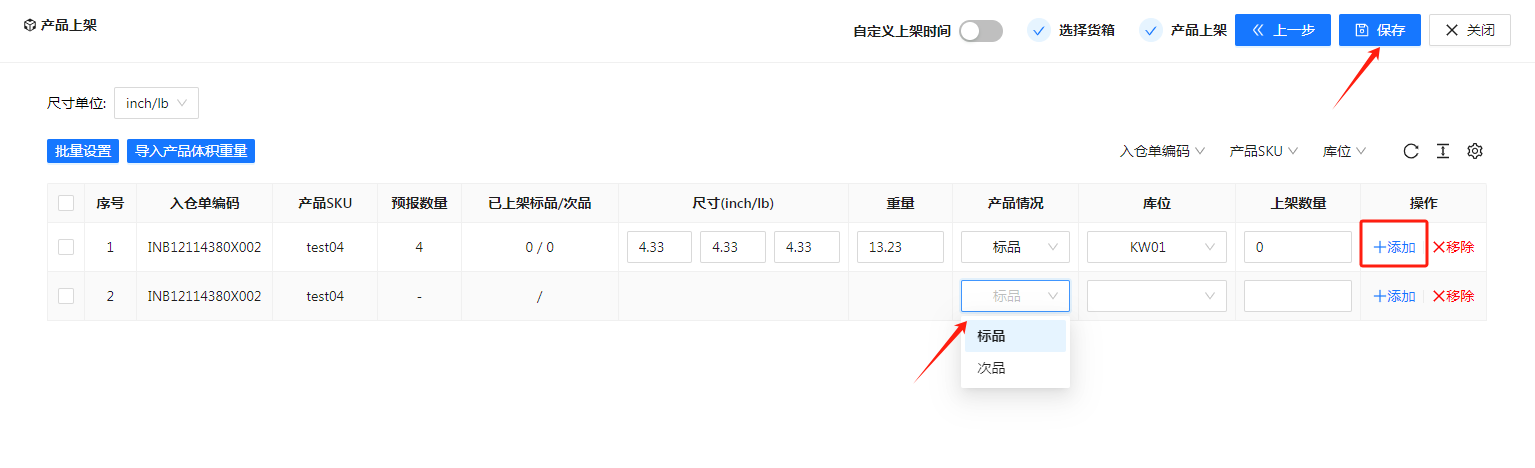 产品上架
自定义上架时间 选择货箱 产品上架 上一步 保存 关闭
尺寸单位: inch/lb
批量设置 导入产品体积重量 入仓单编码 产品SKU 库位
序号 入仓单编码 产品SKU 预报数量 已上架标品/次品 尺寸(inch/lb) 重量 产品情况 库位 上架数量 操作
1 INB12114380X002 test04 4 0 / 0 4.33 4.33 4.33 13.23 标品 KW01 0 添加 移除
2 INB12114380X002 test04 - / 标品 添加 移除
标品
次品